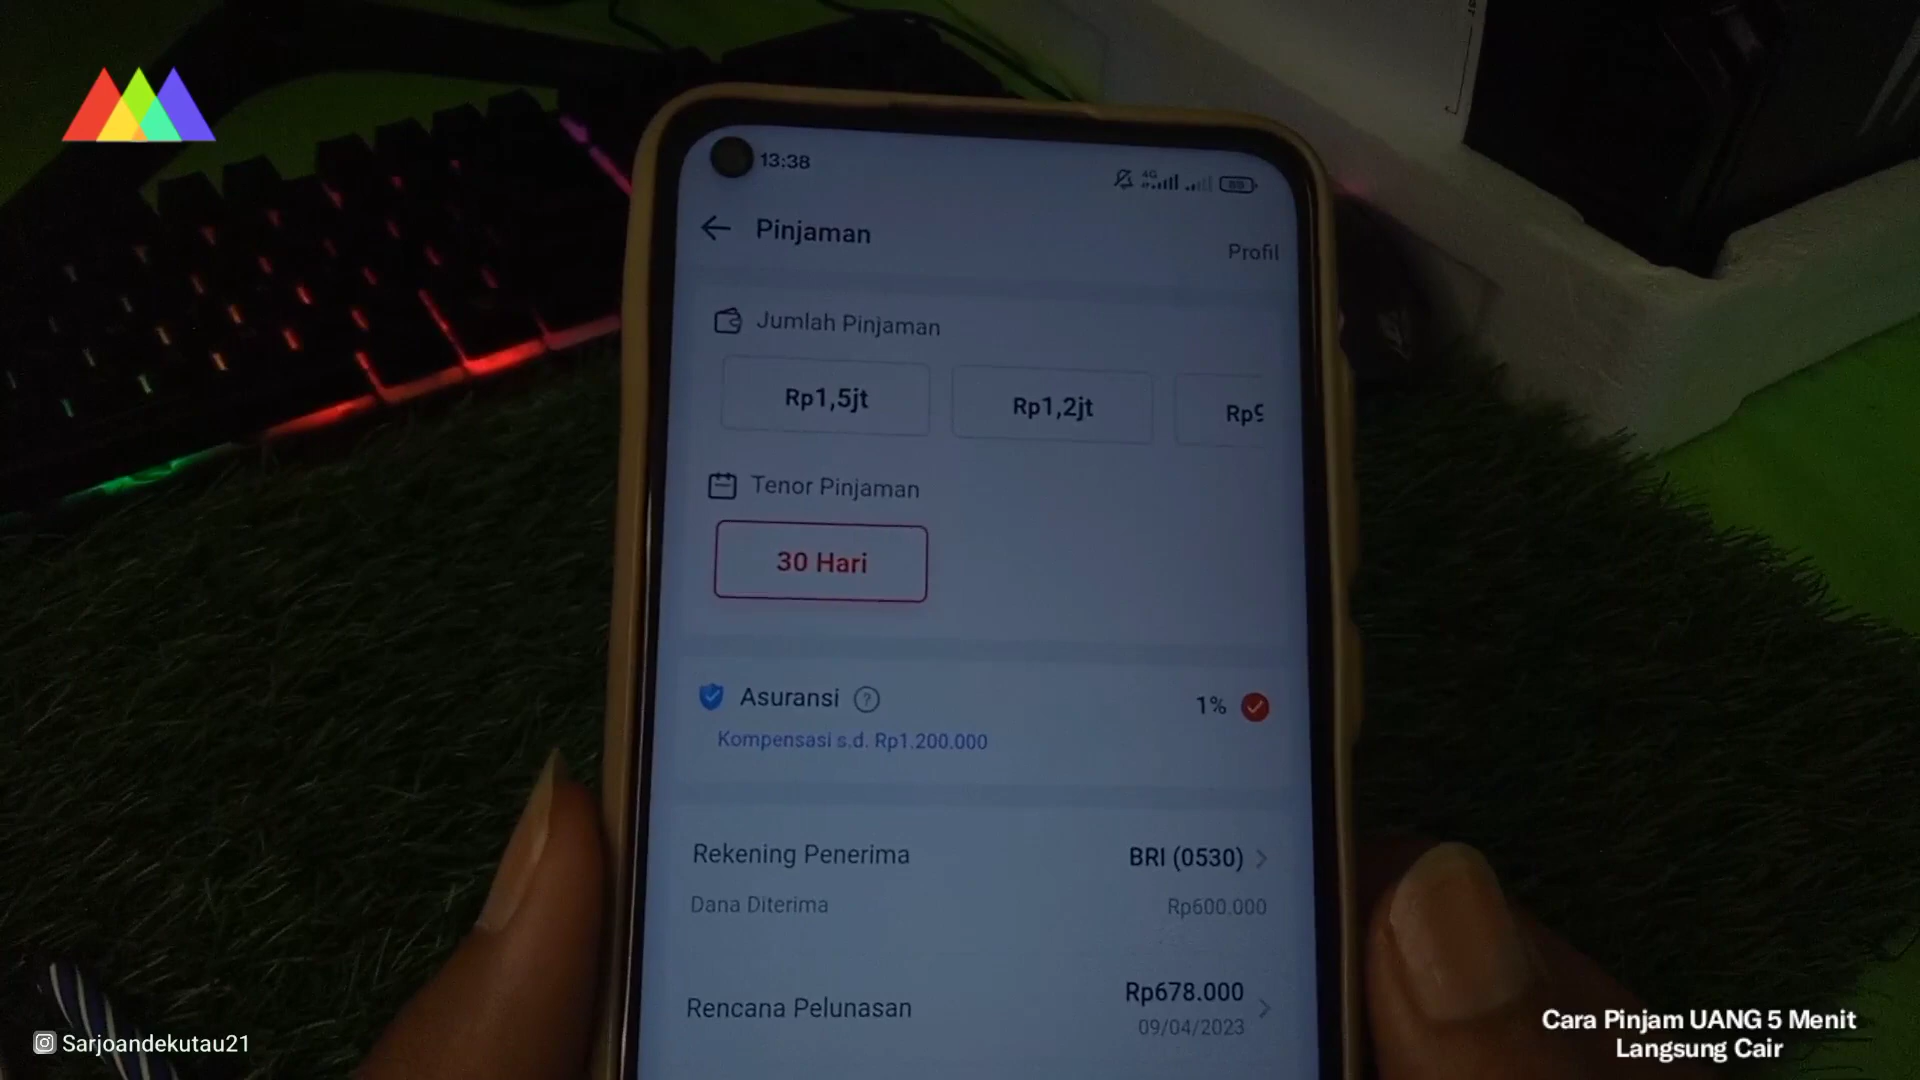 13:38
4G
Pinjaman
Profil
Jumlah Pinjaman
Rp1,5jt
Rp1,2jt
Rp9
Tenor Pinjaman
30 Hari
Asuransi ?
1%
Kompensasi s.d. Rp1.200.000
Rekening Penerima
BRI (0530)
Dana Diterima
Rp600.000
Rencana Pelunasan
Rp678.000
09/04/2023
Sarjoandekutau21
Cara Pinjam UANG 5 Menit
Langsung Cair